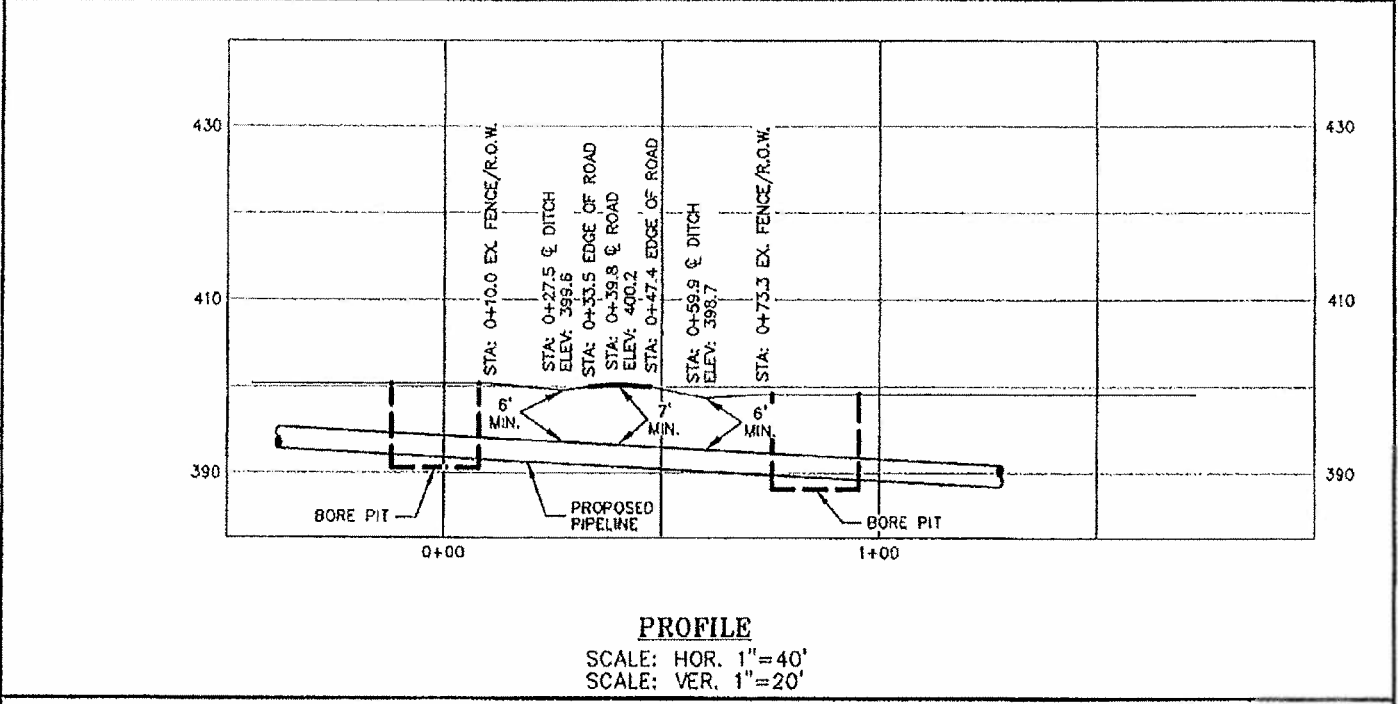 430
430
410
410
390
390
STA: 0+10.0 EX. FENCE/R.O.W.
STA: 0+27.5 ℄ DITCH
ELEV: 399.6
STA: 0+33.5 EDGE OF ROAD
STA: 0+39.8 ℄ ROAD
ELEV: 400.2
STA: 0+47.4 EDGE OF ROAD
STA: 0+59.9 ℄ DITCH
ELEV: 398.7
STA: 0+73.3 EX. FENCE/R.O.W.
6'
MIN.
7'
MIN.
6'
MIN.
BORE PIT
PROPOSED
PIPELINE
BORE PIT
0+00
1+00
PROFILE
SCALE: HOR. 1"=40'
SCALE: VER. 1"=20'